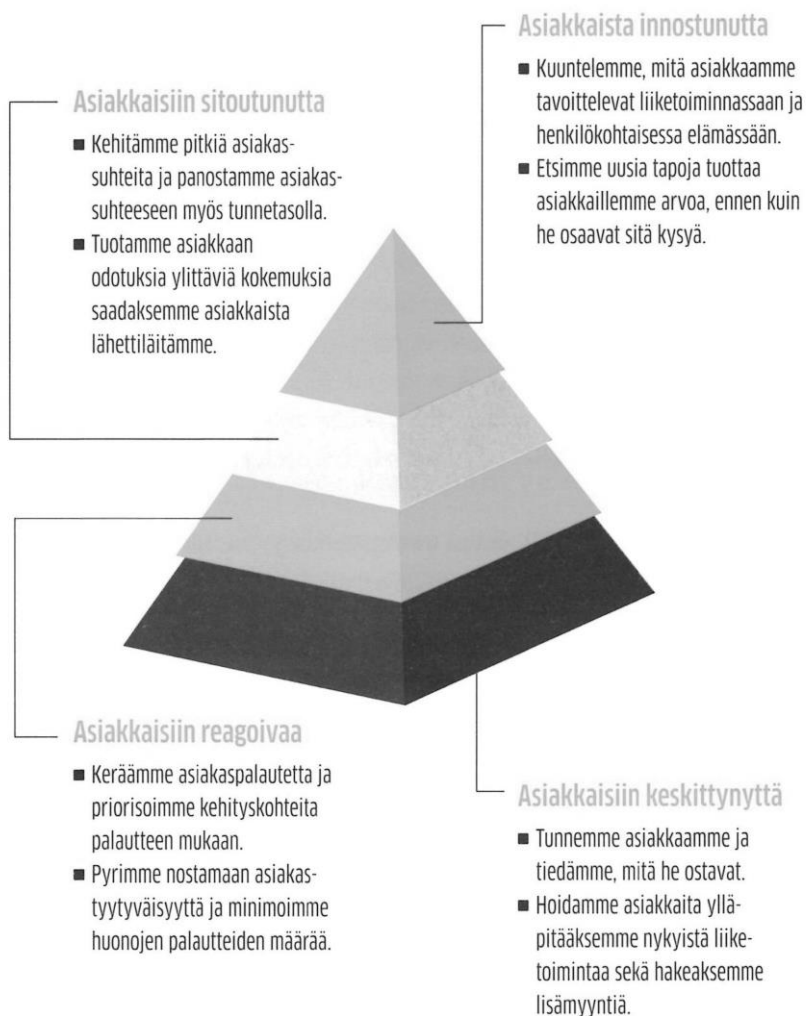 Asiakkaista innostunutta
■ Kuuntelemme, mitä asiakkaamme
tavoittelevat liiketoiminnassaan ja
henkilökohtaisessa elämässään.
■ Etsimme uusia tapoja tuottaa
asiakkaillemme arvoa, ennen kuin
he osaavat sitä kysyä.
Asiakkaisiin sitoutunutta
■ Kehitämme pitkiä asiakas-
suhteita ja panostamme asiakas-
suhteeseen myös tunnetasolla.
■ Tuotamme asiakkaan
odotuksia ylittäviä kokemuksia
saadaksemme asiakkaista
lähettiläitämme.
Asiakkaisiin reagoivaa
■ Keräämme asiakaspalautetta ja
priorisoimme kehityskohteita
palautteen mukaan.
■ Pyrimme nostamaan asiakas-
tyytyväisyyttä ja minimoimme
huonojen palautteiden määrää.
Asiakkaisiin keskittynyttä
■ Tunnemme asiakkaamme ja
tiedämme, mitä he ostavat.
■ Hoidamme asiakkaita yllä-
pitääksemme nykyistä liike-
toimintaa sekä hakeaksemme
lisämyyntiä.